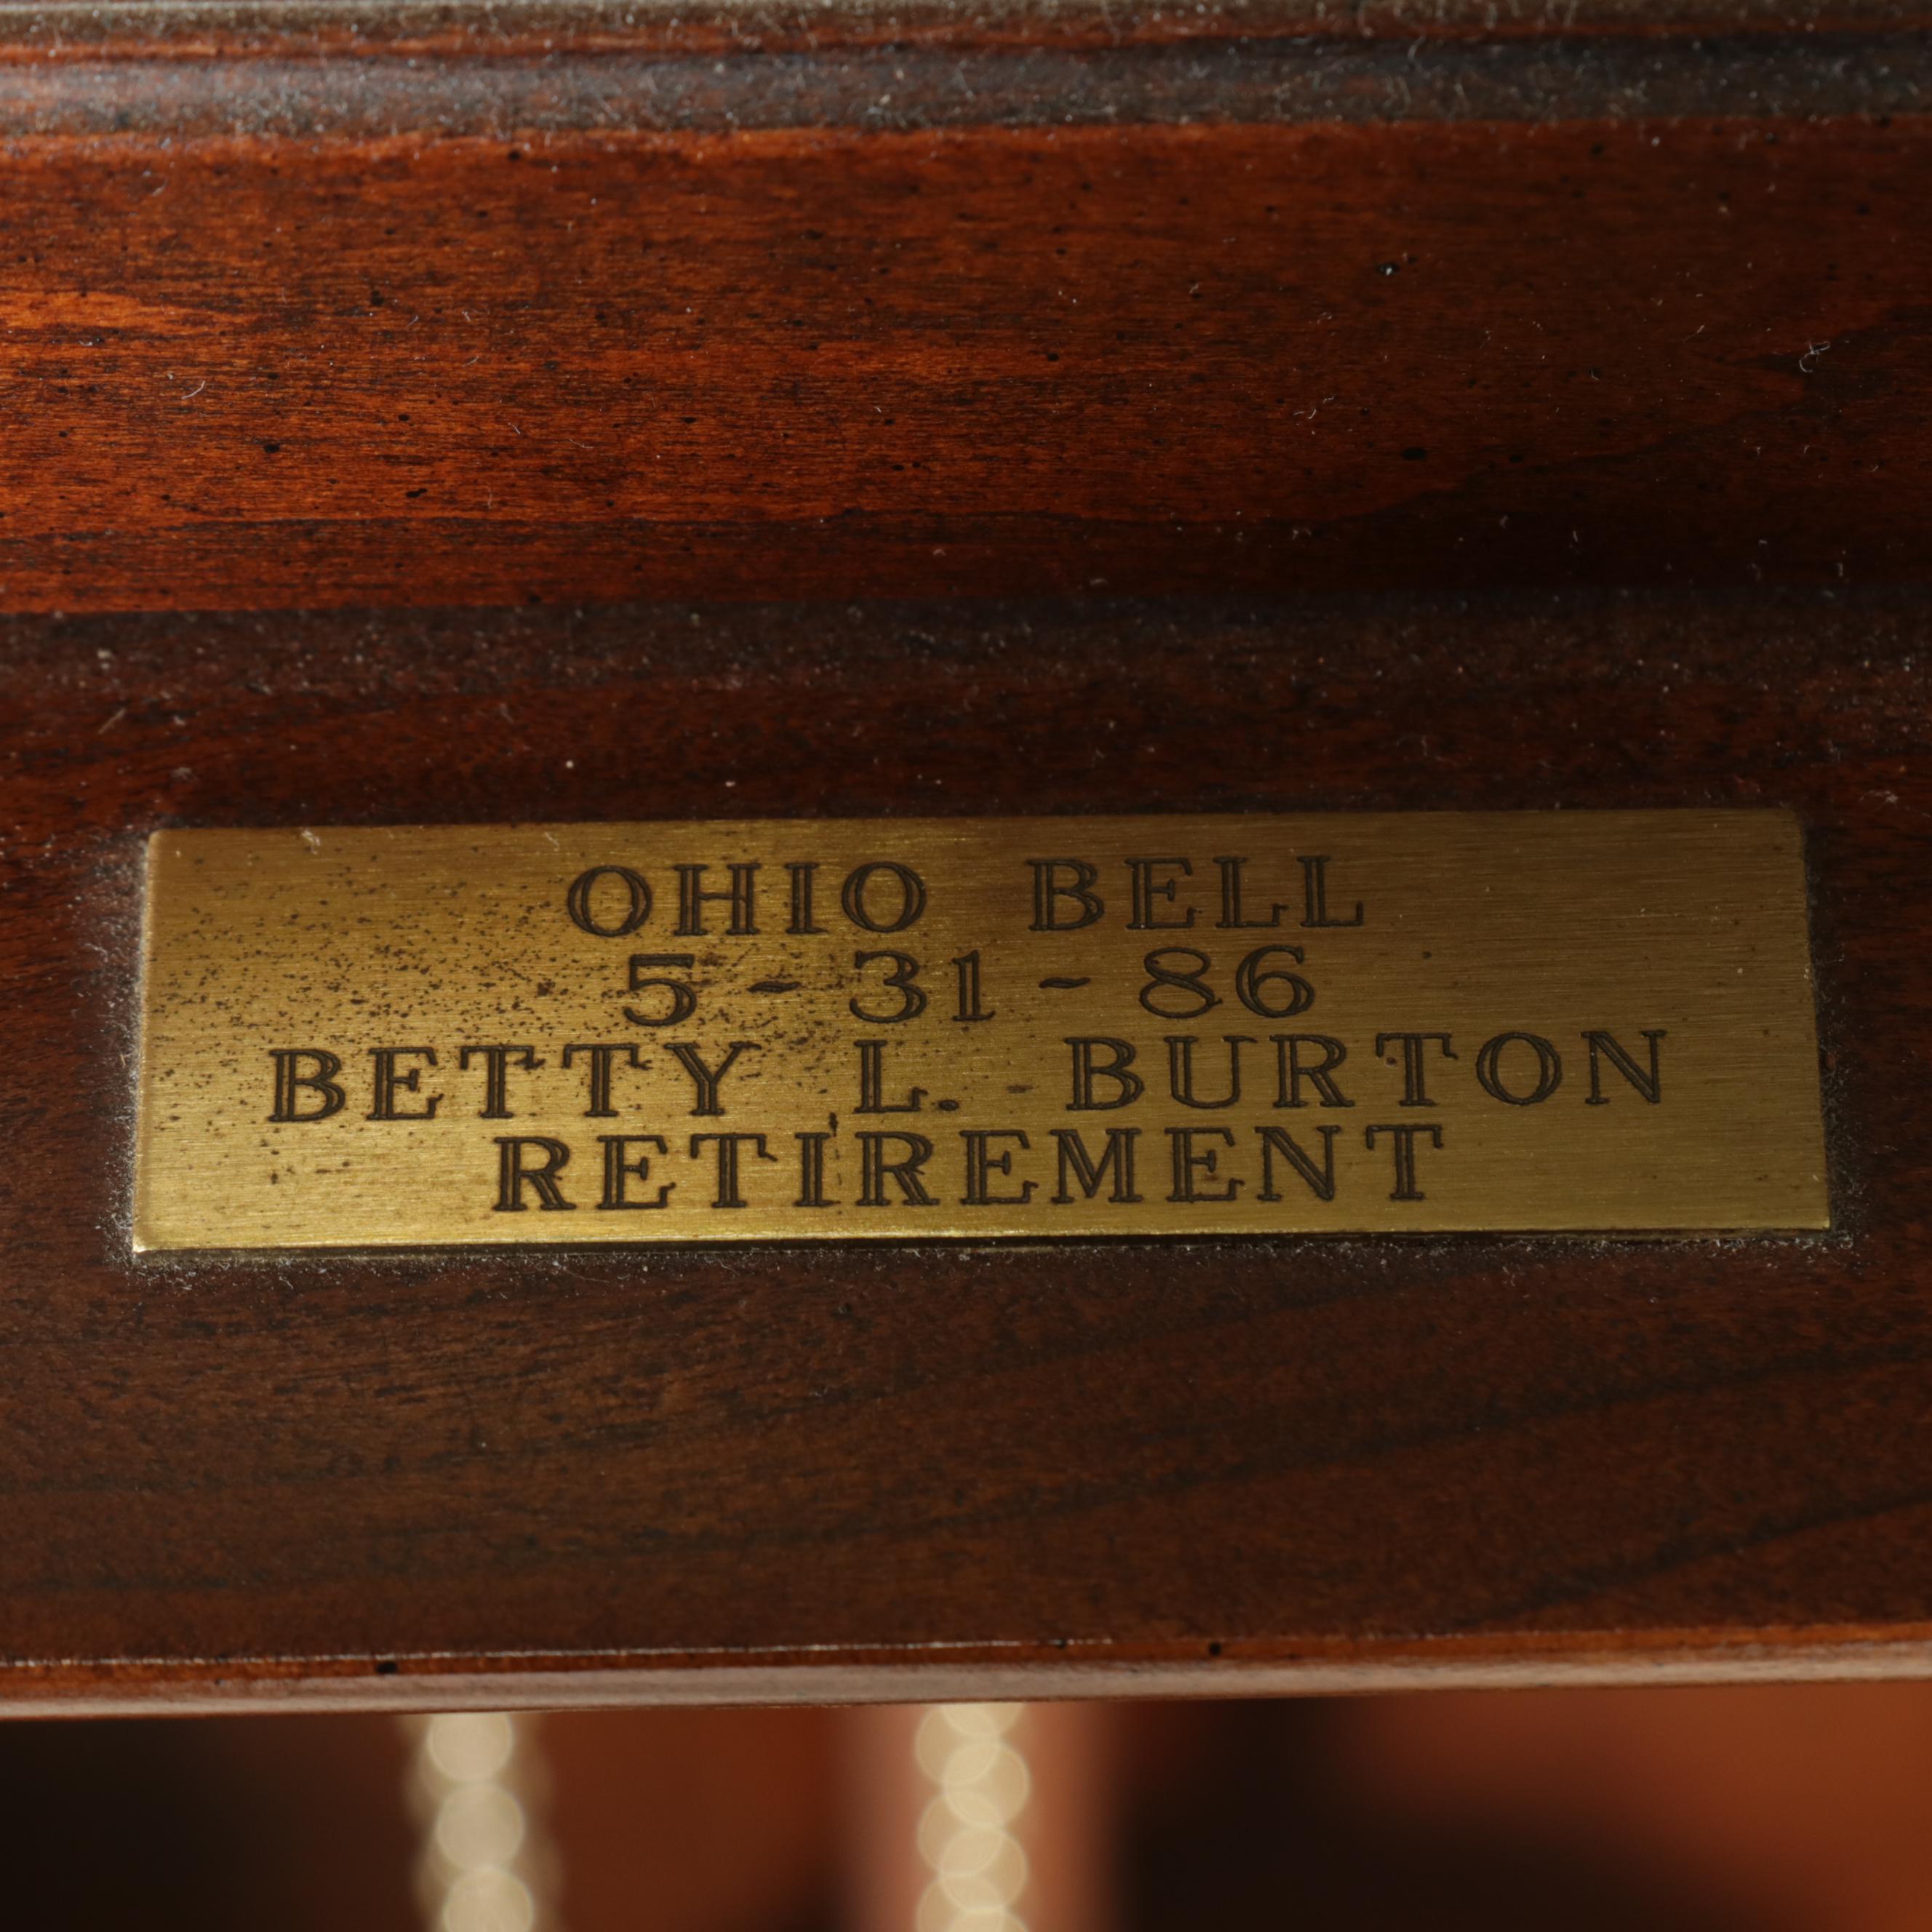 OHIO BELL
5-31-86
BETTY L. BURTON
RETIREMENT